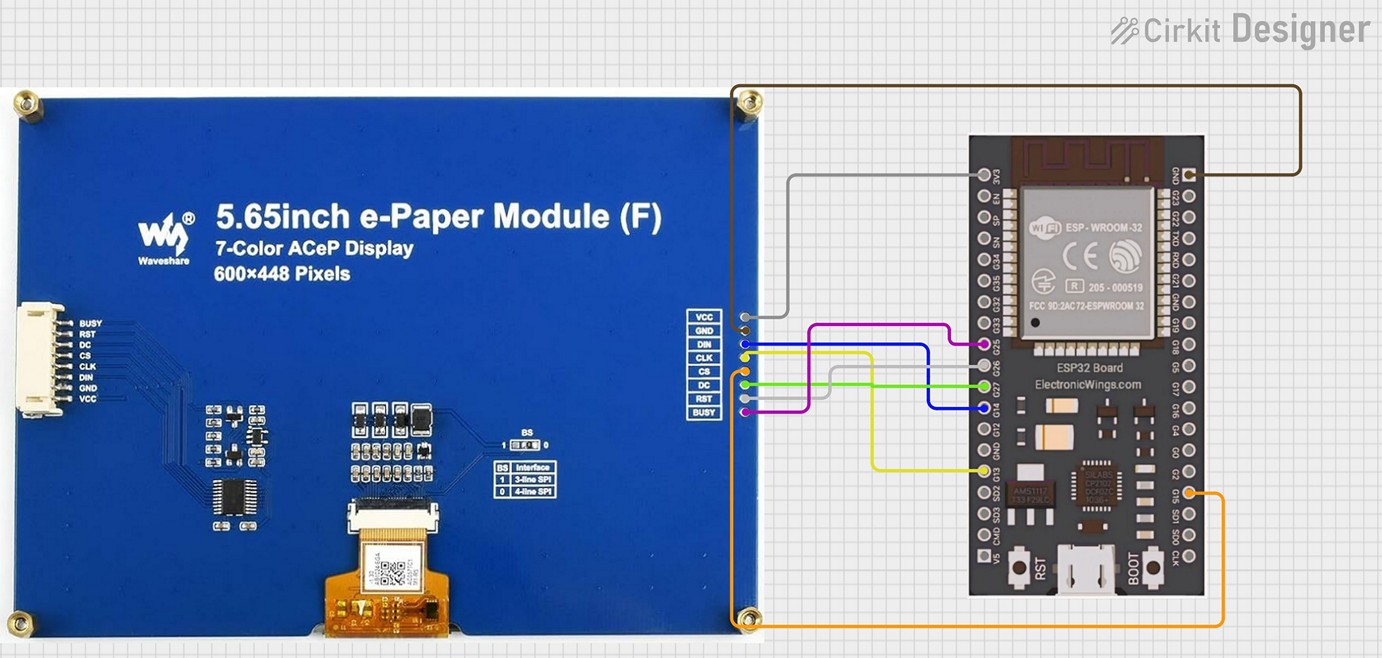 Cirkit Designer
5.65inch e-Paper Module (F)
7-Color ACeP Display
600×448 Pixels
Waveshare
BUSY
RST
DC
CS
CLK
DIN
GND
VCC
VCC
GND
DIN
CLK
CS
DC
RST
BUSY
BS
1 0
BS Interface
1 3-line SPI
0 4-line SPI
3V3
EN
SP
SN
G34
G35
G32
G33
G25
G26
G27
G14
G12
GND
G13
SD2
SD3
CMD
V5
WiFi ESP-WROOM-32
CE
R 205-000519
FCC 9D:2AC72-ESPWROOM 32
ESP32 Board
ElectronicWings.com
AMS1117
RST
BOOT
GND
G23
G22
TXD
RXD
G21
GND
G19
G18
G5
G17
G16
G4
G0
G2
G15
SD1
SD0
CLK